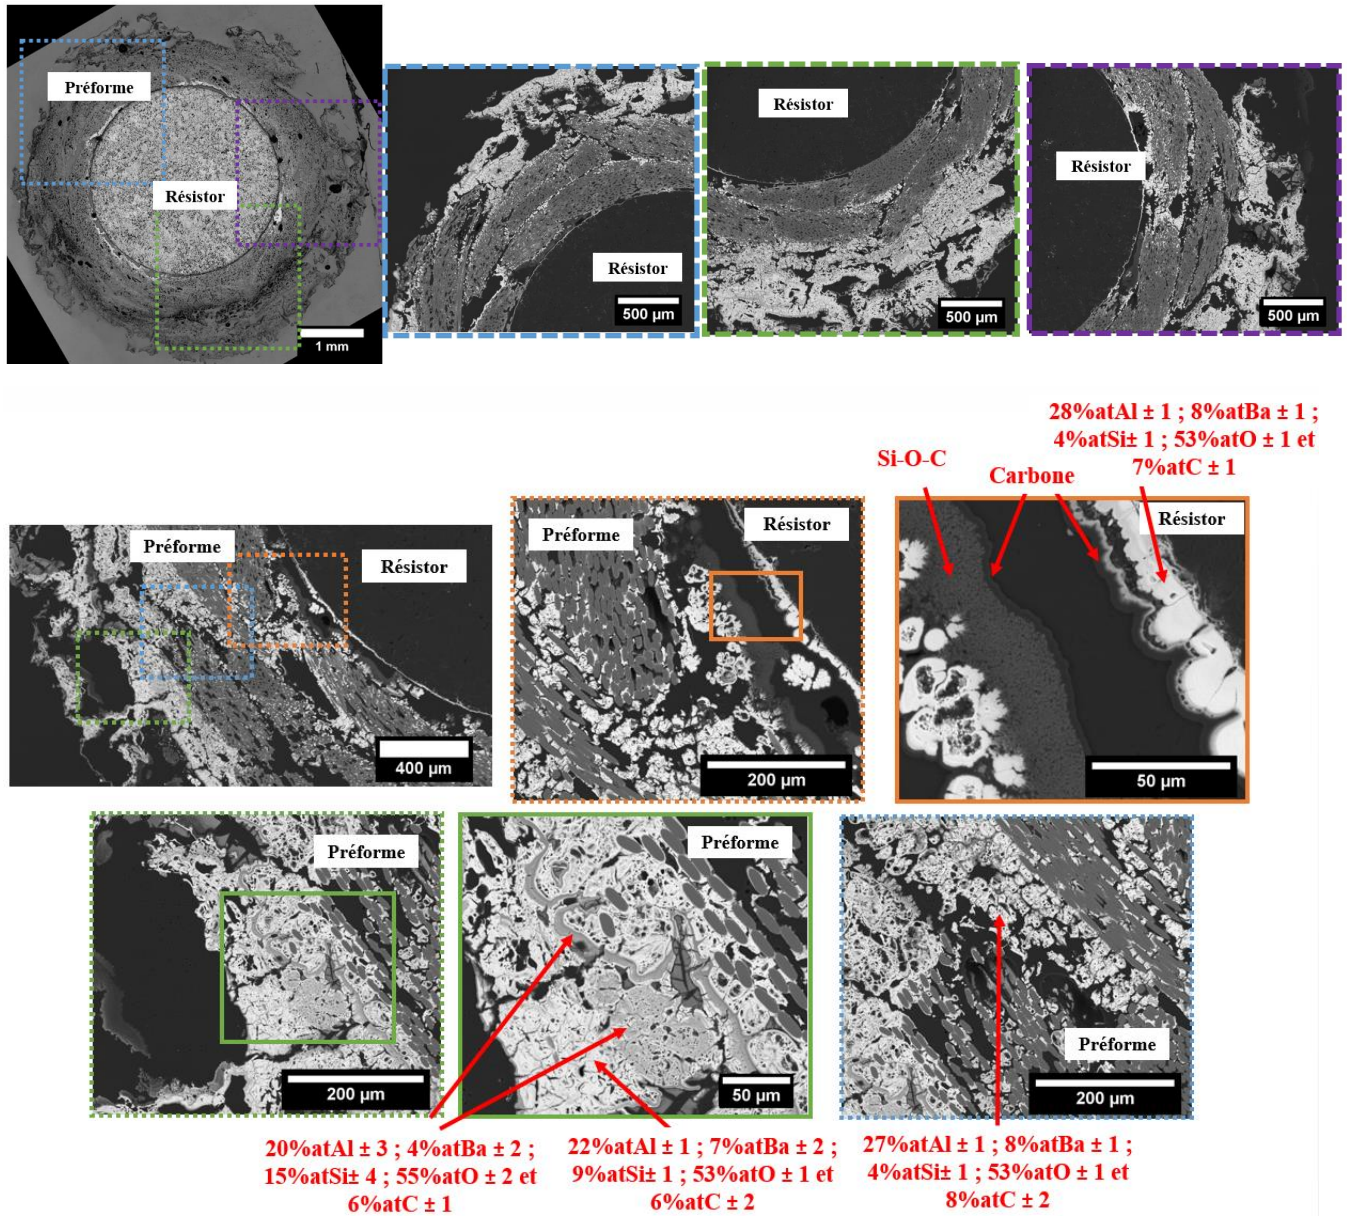 Préforme
Résistor
1 mm
Résistor
500 µm
Résistor
500 µm
Résistor
500 µm
28%atAl ± 1 ; 8%atBa ± 1 ;
4%atSi± 1 ; 53%atO ± 1 et
7%atC ± 1
Si-O-C
Carbone
Préforme
Résistor
400 µm
Préforme
Résistor
200 µm
Résistor
50 µm
Préforme
200 µm
Préforme
50 µm
Préforme
200 µm
20%atAl ± 3 ; 4%atBa ± 2 ;
15%atSi± 4 ; 55%atO ± 2 et
6%atC ± 1
22%atAl ± 1 ; 7%atBa ± 2 ;
9%atSi± 1 ; 53%atO ± 1 et
6%atC ± 2
27%atAl ± 1 ; 8%atBa ± 1 ;
4%atSi± 1 ; 53%atO ± 1 et
8%atC ± 2